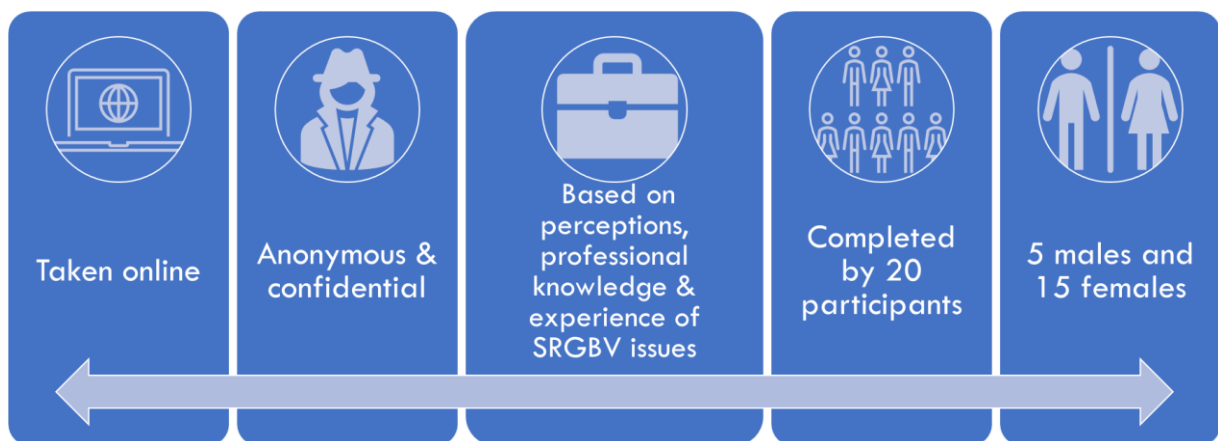 Taken online
Anonymous &
confidential
Based on
perceptions,
professional
knowledge &
experience of
SRGBV issues
Completed
by 20
participants
5 males and
15 females